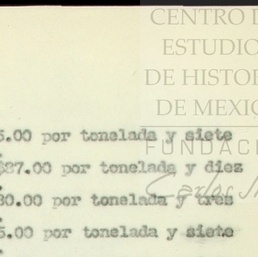 CENTRO D
ESTUDIO
DE HISTOR
DE MEXIC
FUNDACI
5.00 por tonelada y siete
$87.00 por tonelada y diez
Carlos
30.00 por tonelada y tres
5.00 por tonelada y siete